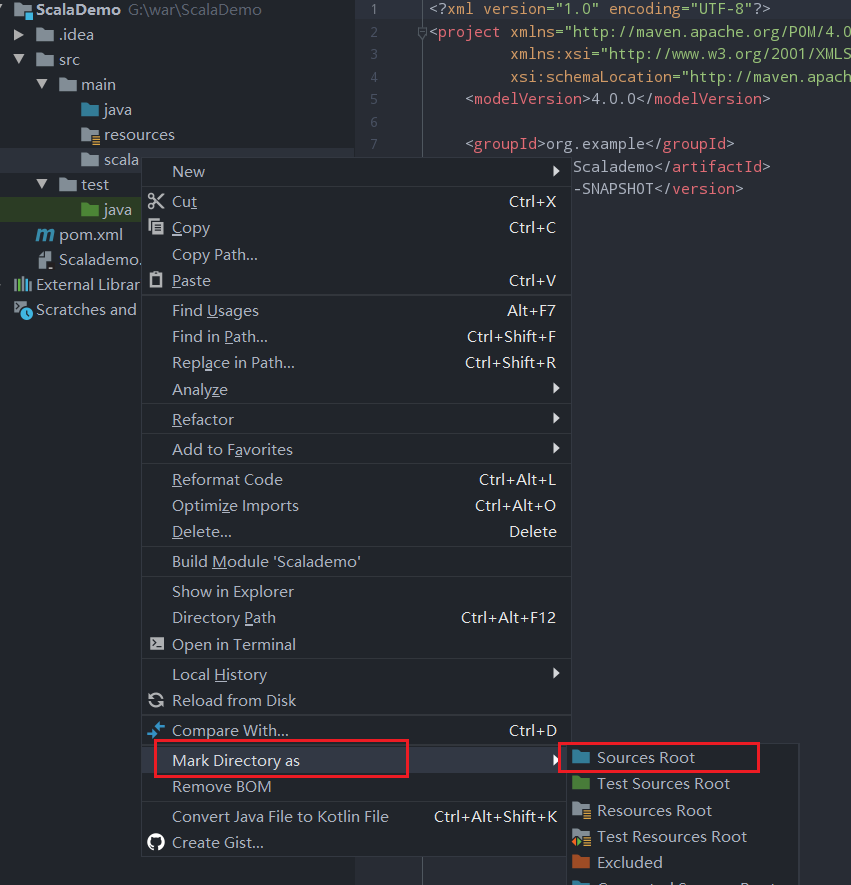 ScalaDemo G:\war\ScalaDemo
.idea
src
main
java
resources
scala
test
java
pom.xml
Scalademo.
External Librar
Scratches and
1 <?xml version="1.0" encoding="UTF-8"?>
2 <project xmlns="http://maven.apache.org/POM/4.0
3 xmlns:xsi="http://www.w3.org/2001/XMLS
4 xsi:schemaLocation="http://maven.apach
5 <modelVersion>4.0.0</modelVersion>
6
7 <groupId>org.example</groupId>
Scalademo</artifactId>
-SNAPSHOT</version>
New
Cut Ctrl+X
Copy Ctrl+C
Copy Path...
Paste Ctrl+V
Find Usages Alt+F7
Find in Path... Ctrl+Shift+F
Replace in Path... Ctrl+Shift+R
Analyze
Refactor
Add to Favorites
Reformat Code Ctrl+Alt+L
Optimize Imports Ctrl+Alt+O
Delete... Delete
Build Module 'Scalademo'
Show in Explorer
Directory Path Ctrl+Alt+F12
Open in Terminal
Local History
Reload from Disk
Compare With... Ctrl+D
Mark Directory as
Remove BOM
Convert Java File to Kotlin File Ctrl+Alt+Shift+K
Create Gist...
Sources Root
Test Sources Root
Resources Root
Test Resources Root
Excluded